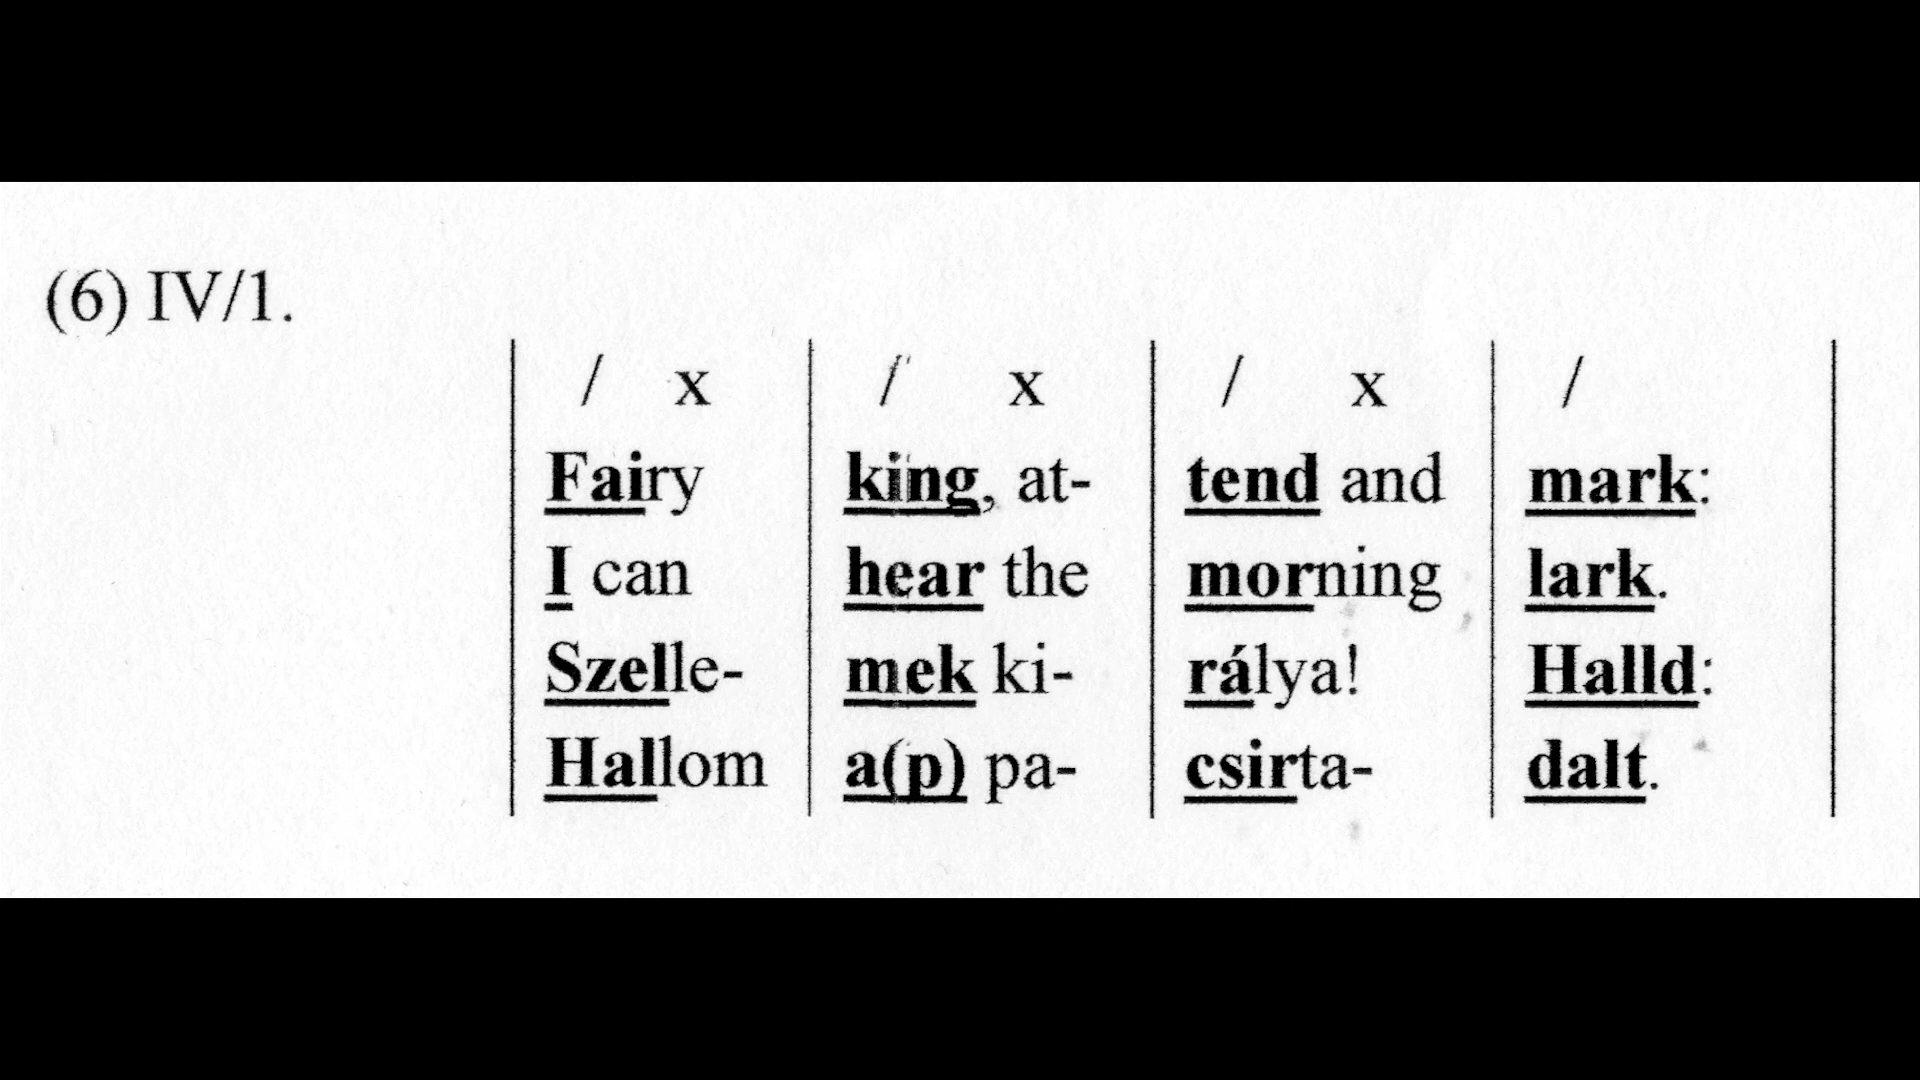 (6) IV/1.
/ x / x / x /
Fairy king, at- tend and mark:
I can hear the morning lark.
Szelle- mek ki- rálya! Halld:
Hallom a(p) pa- csirta- dalt.